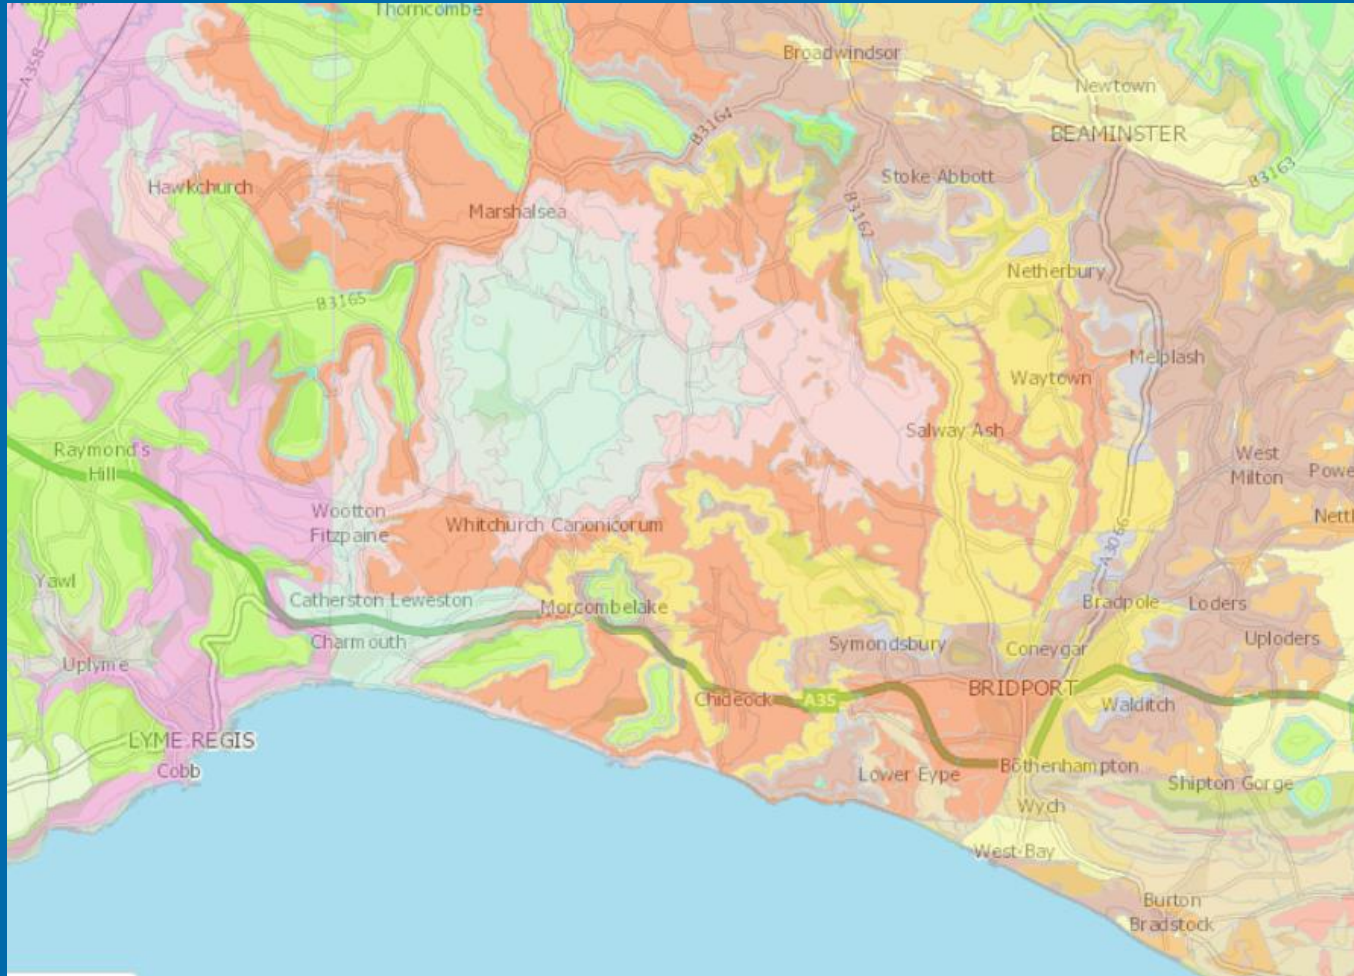 Thorncombe
A358
Broadwindsor
Newtown
B3164
BEAMINSTER
B3163
Hawkchurch
Stoke Abbott
Marshalsea
B3162
Netherbury
B3165
Melplash
Waytown
Salway Ash
Raymond's
Hill
West
Milton
Wootton
Fitzpaine
Whitchurch Canonicorum
A3066
Yawl
Catherston Leweston
Morcombelake
Bradpole
Loders
Charmouth
Symondsbury
Coneygar
Uploders
Uplyme
BRIDPORT
Chideock
A35
Walditch
LYME REGIS
Cobb
Lower Eype
Bothenhampton
Shipton Gorge
Wych
West Bay
Burton
Bradstock